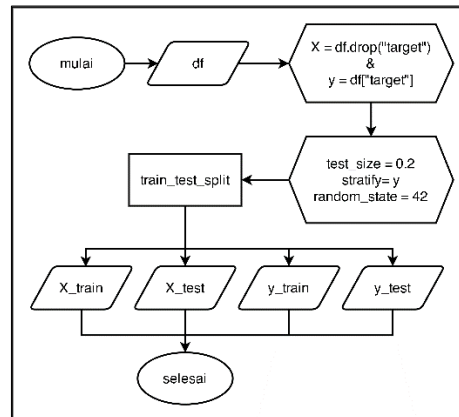 mulai
df
X = df.drop("target")
&
y = df["target"]
train_test_split
test_size = 0.2
stratify= y
random_state = 42
X_train
X_test
y_train
y_test
selesai